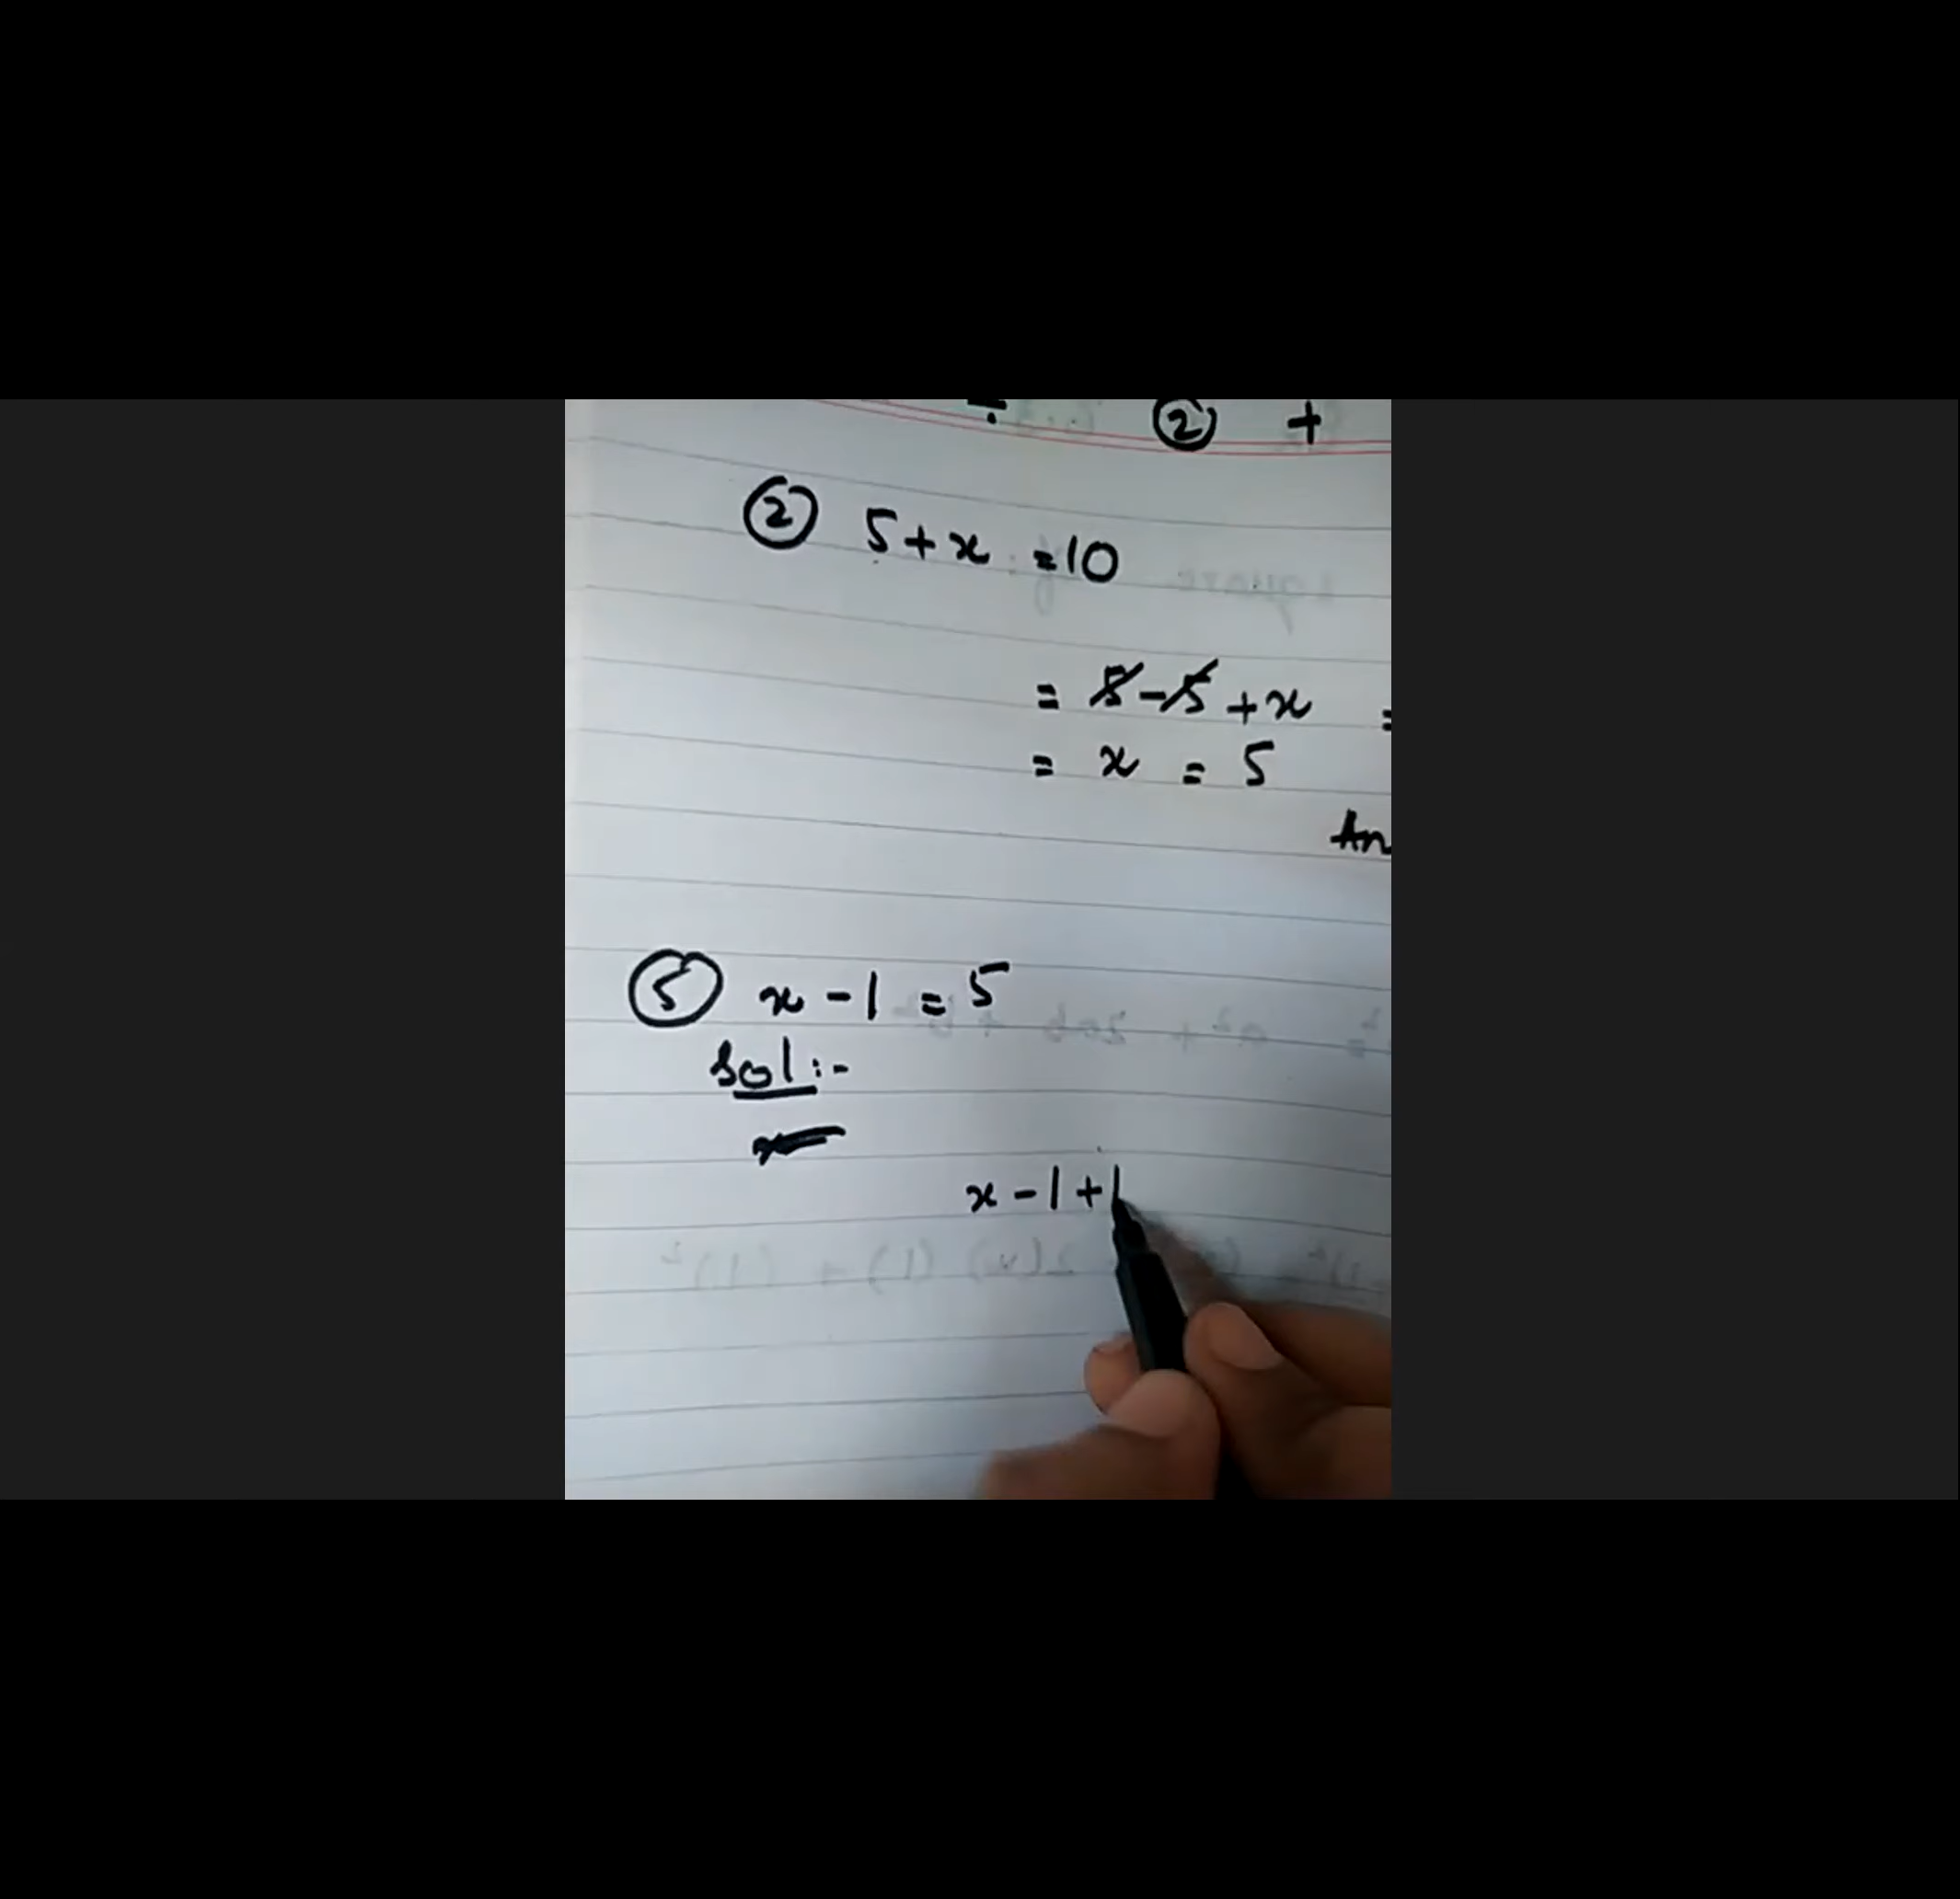 ÷ ② +
② 5+x =10
= 5-5+x =
= x = 5
An
⑤ x-1 = 5
Sol:-
x-1+1